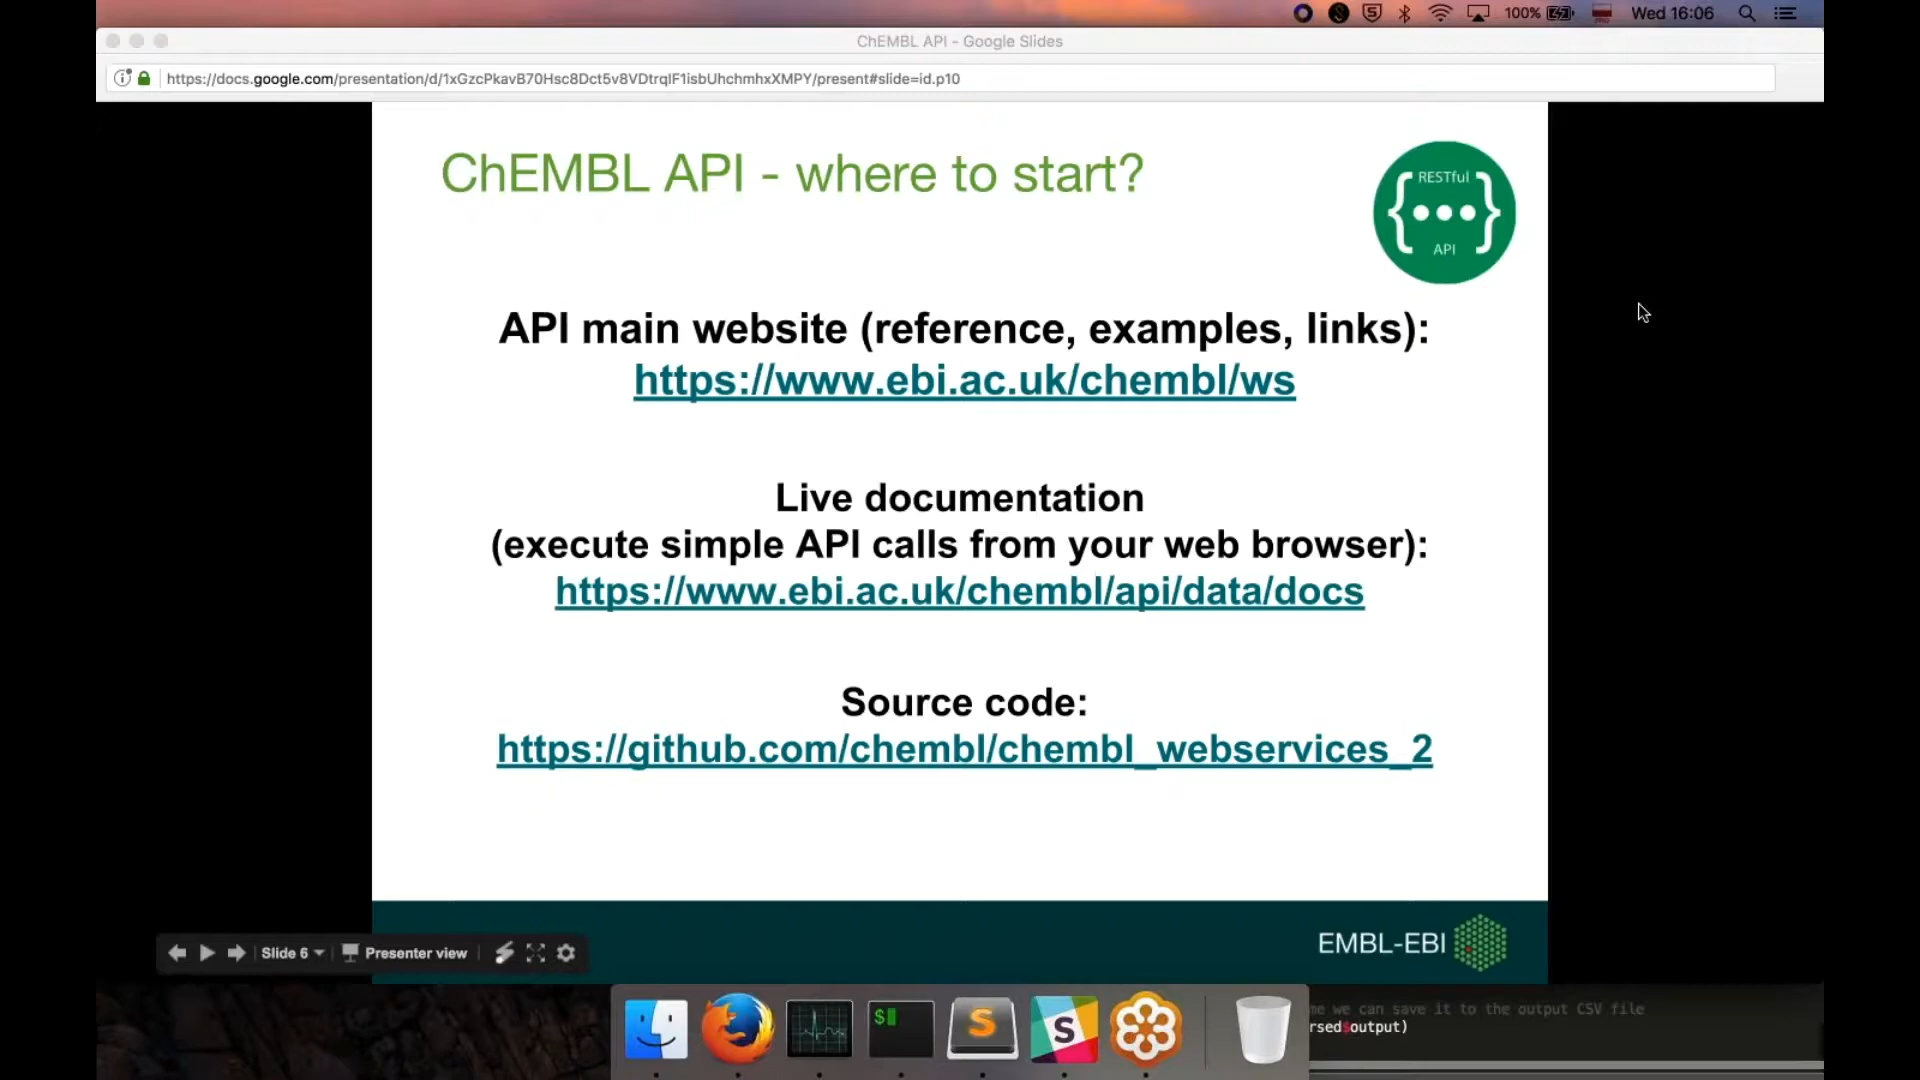 100%
Wed 16:06
ChEMBL API - Google Slides
https://docs.google.com/presentation/d/1xGzcPkavB70Hsc8Dct5v8VDtrqIF1isbUhchmhxXMPY/present#slide=id.p10
ChEMBL API - where to start?
RESTful
{•••}
API
API main website (reference, examples, links):
https://www.ebi.ac.uk/chembl/ws
Live documentation
(execute simple API calls from your web browser):
https://www.ebi.ac.uk/chembl/api/data/docs
Source code:
https://github.com/chembl/chembl_webservices_2
EMBL-EBI
Slide 6
Presenter view
me we can save it to the output CSV file
rsed$output)
$
S
S